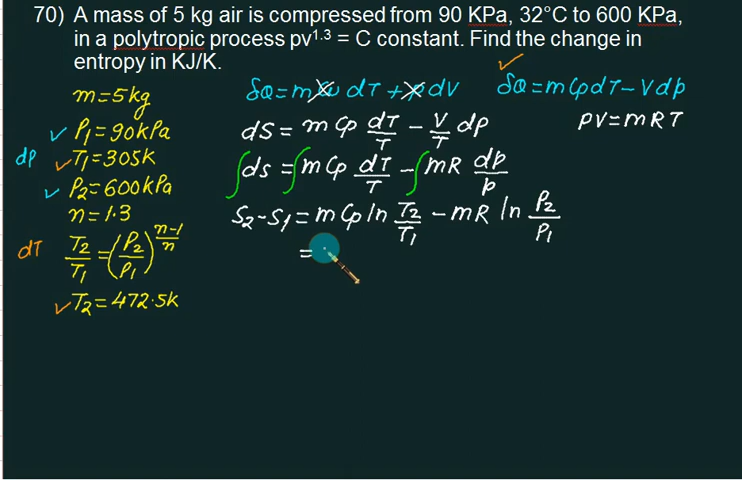 70) A mass of 5 kg air is compressed from 90 KPa, 32°C to 600 KPa,
in a polytropic process pv¹·³ = C constant. Find the change in
entropy in KJ/K.
m=5kg
✓ P₁=90kPa
dp ✓ T₁=305K
✓ P₂=600kPa
n=1.3
dT T₂/T₁ = (P₂/P₁)^(n-1/n)
✓ T₂=472.5k
δQ=mCv dT + p dV
✓ δQ=mCpdT-Vdp
dS = mCp dT/T - V/T dp
PV=mRT
∫ds = ∫mCp dT/T - ∫mR dp/p
S₂-S₁ = mCp ln T₂/T₁ - mR ln P₂/P₁
=